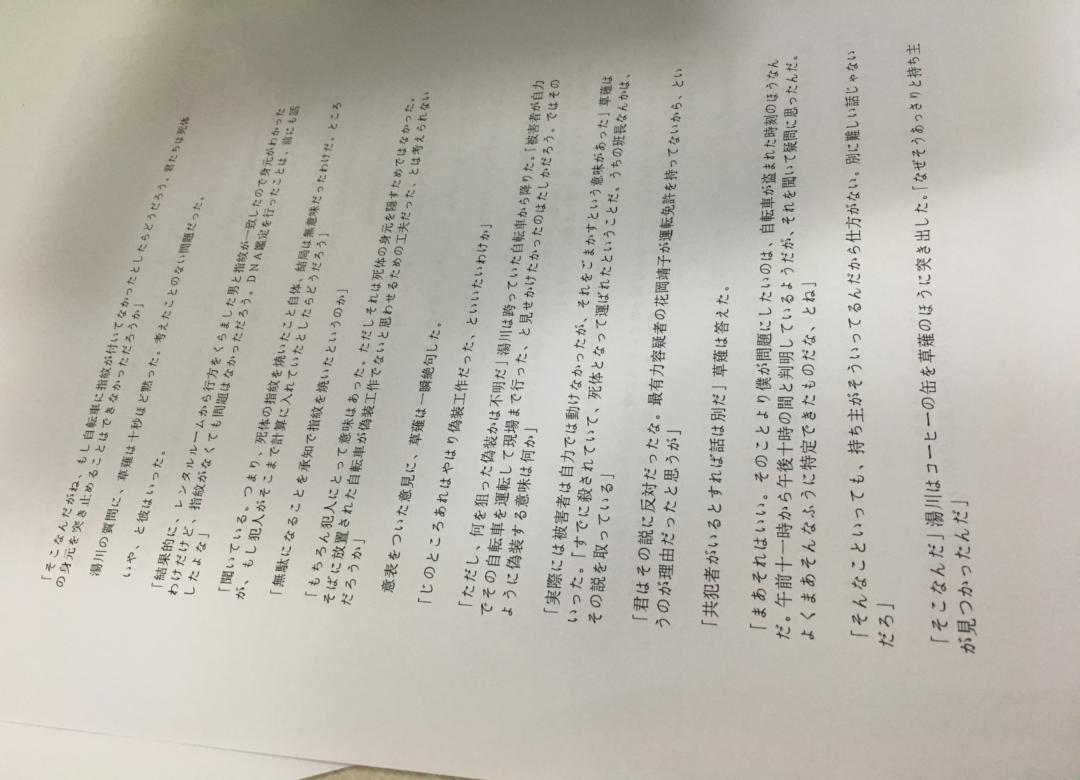 「そこなんだがね、もし自転車に指紋が付いてなかったとしたらどうだろう。君たちは死体
の身元を突き止めることはできなかっただろうか」
湯川の質問に、草薙は十秒ほど黙った。考えたことのない問題だった。
いや、と彼はいった。
「結果的に、レンタルルームから行方をくらました男と指紋が一致したので身元がわかった
わけだけど、指紋がなくても問題はなかっただろう。DNA鑑定を行ったことは、前にも話
したよな」
「聞いている。つまり、死体の指紋を焼いたこと自体、結局は無意味だったわけだ。ところ
が、もし犯人がそこまで計算に入れていたとしたらどうだろう」
「無駄になることを承知で指紋を焼いたというのか」
「もちろん犯人にとって意味はあった。ただしそれは死体の身元を隠すためではなかった。
そばに放置された自転車が偽装工作でないと思わせるための工夫だった、とは考えられない
だろうか」
意表をついた意見に、草薙は一瞬絶句した。
「じのところあれはやはり偽装工作だった、といいたいわけか」
「ただし、何を狙った偽装かは不明だ」湯川は跨っていた自転車から降りた。「被害者が自力
でその自転車を運転して現場まで行った、と見せかけたかったのはたしかだろう。ではその
ように偽装する意味は何か」
「実際には被害者は自力では動けなかったが、それをごまかすという意味があった」草薙は
いった。「すでに殺されていて、死体となって運ばれたということだ。うちの班長なんかは、
その説を取っている」
「君はその説に反対だったな。最有力容疑者の花岡靖子が運転免許を持ってないから、とい
うのが理由だったと思うが」
「共犯者がいるとすれば話は別だ」草薙は答えた。
「まあそれはいい。そのことより僕が問題にしたいのは、自転車が盗まれた時刻のほうなん
だ。午前十一時から午後十時の間と判明しているようだが、それを聞いて疑問に思ったんだ。
よくまあそんなふうに特定できたものだな、とね」
「そんなこといっても、持ち主がそういってるんだから仕方がない。別に難しい話じゃない
だろ」
「そこなんだ」湯川はコーヒーの缶を草薙のほうに突き出した。「なぜそうあっさりと持ち主
が見つかったんだ」